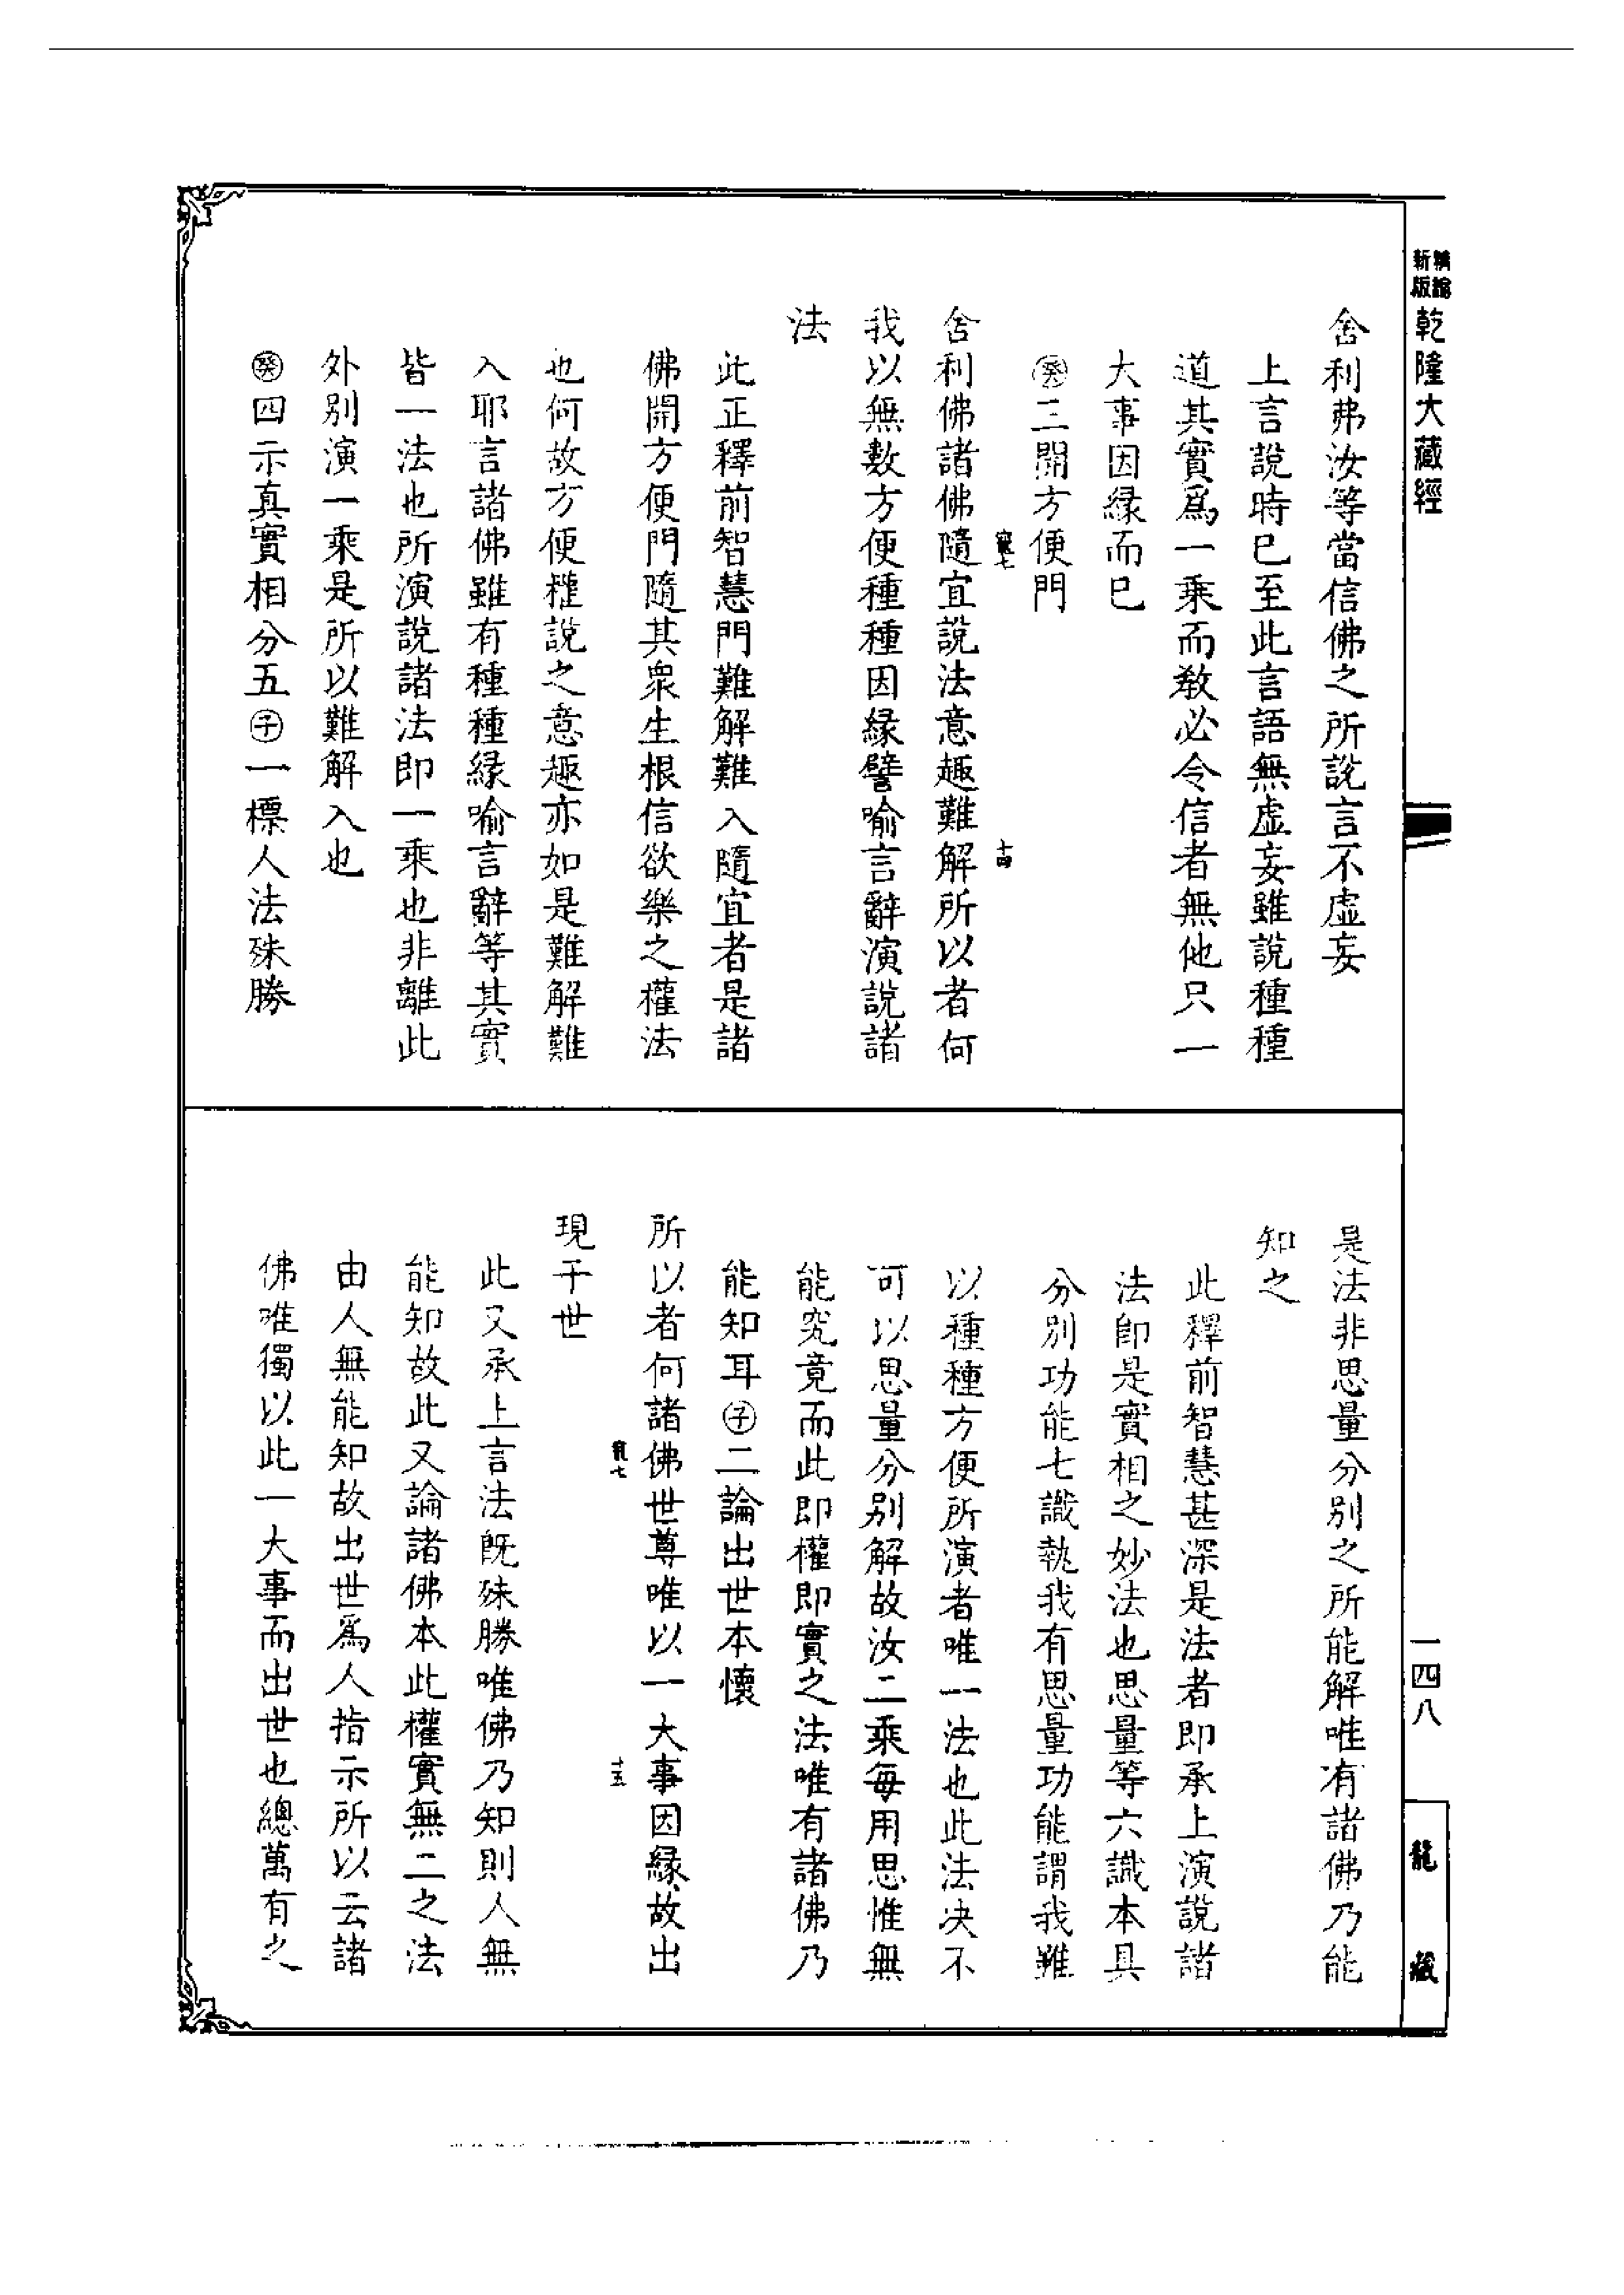 新版
精縮
乾隆大藏經
一四八
龍藏
舍利弗汝等當信佛之所說言不虛妄
上言說時已至此言語無虛妄雖說種種
道其實爲一乘而敎必令信者無他只一
大事因緣而已
㊛三開方便門
舍利佛諸佛隨宜說法意趣難解所以者何
我以無數方便種種因緣譬喻言辭演說諸
法
此正釋前智慧門難解難入隨宜者是諸
佛開方便門隨其衆生根信欲樂之權法
也何故方便權說之意趣亦如是難解難
入耶言諸佛雖有種種緣喻言辭等其實
皆一法也所演說諸法即一乘也非離此
外別演一乘是所以難解入也
癸四示真實相分五子一標人法殊勝
是法非思量分別之所能解唯有諸佛乃能
知之
此釋前智慧甚深是法者即承上演說諸
法即是實相之妙法也思量等六識本具
分別功能七識執我有思量功能謂我雖
以種種方便所演者唯一法也此法决不
可以思量分別解故汝二乘每用思惟無
能究竟而此即權即實之法唯有諸佛乃
能知耳子二論出世本懷
所以者何諸佛世尊唯以一大事因緣故出
現于世
此又承上言法旣殊勝唯佛乃知則人無
能知故此又論諸佛本此權實無二之法
由人無能知故出世爲人指示所以云諸
佛唯獨以此一大事而出世也總萬有之
十四
十五